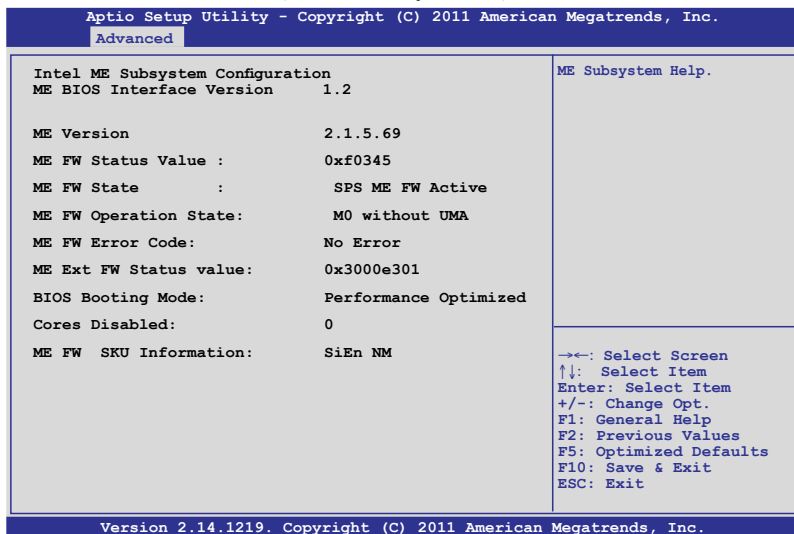 Aptio Setup Utility - Copyright (C) 2011 American Megatrends, Inc.
Advanced
Intel ME Subsystem Configuration
ME BIOS Interface Version 1.2
ME Version 2.1.5.69
ME FW Status Value : 0xf0345
ME FW State : SPS ME FW Active
ME FW Operation State: M0 without UMA
ME FW Error Code: No Error
ME Ext FW Status value: 0x3000e301
BIOS Booting Mode: Performance Optimized
Cores Disabled: 0
ME FW SKU Information: SiEn NM
ME Subsystem Help.
→←: Select Screen
↑↓: Select Item
Enter: Select Item
+/-: Change Opt.
F1: General Help
F2: Previous Values
F5: Optimized Defaults
F10: Save & Exit
ESC: Exit
Version 2.14.1219. Copyright (C) 2011 American Megatrends, Inc.